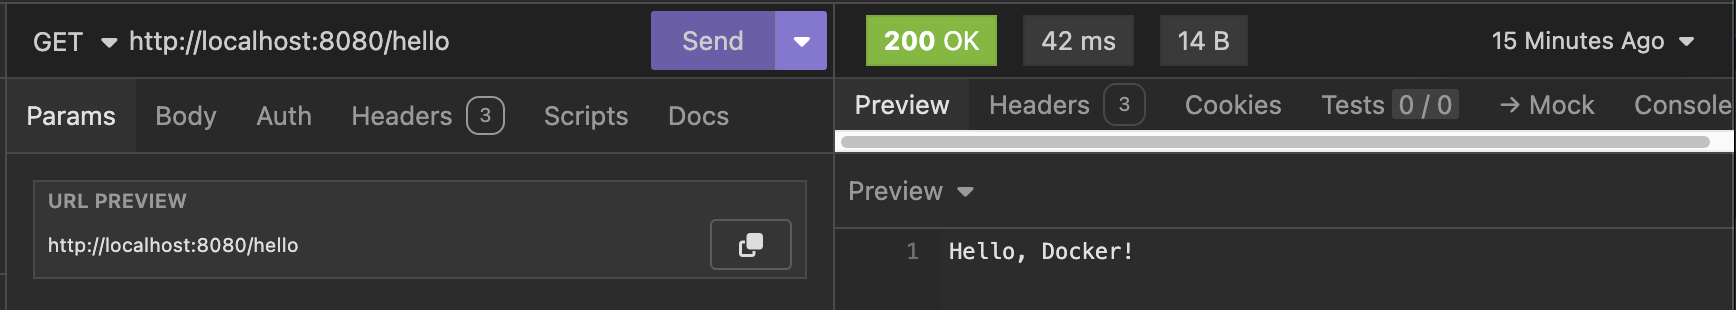 GET http://localhost:8080/hello Send
Params Body Auth Headers 3 Scripts Docs
URL PREVIEW
http://localhost:8080/hello
200 OK 42 ms 14 B 15 Minutes Ago
Preview Headers 3 Cookies Tests 0 / 0 → Mock Console
Preview
1 Hello, Docker!